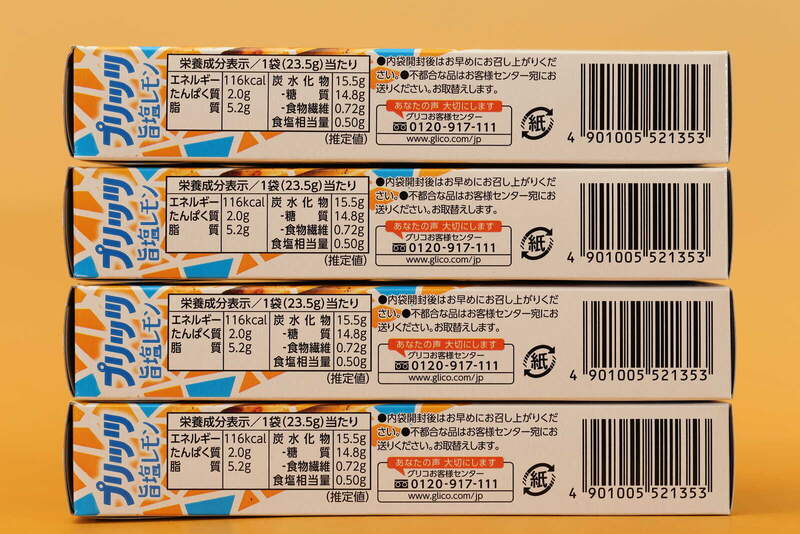 プリッツ
旨塩レモン
栄養成分表示／1袋(23.5g)当たり
エネルギー 116kcal 炭水化物 15.5g
たんぱく質 2.0g -糖質 14.8g
脂質 5.2g -食物繊維 0.72g
食塩相当量 0.50g
(推定値)
●内袋開封後はお早めにお召し上がりくだ
さい。●不都合な品はお客様センター宛にお
送りください。お取替えします。
あなたの声 大切にします
グリコお客様センター
0120-917-111
www.glico.com/jp
紙
4 901005 521353
プリッツ
旨塩レモン
栄養成分表示／1袋(23.5g)当たり
エネルギー 116kcal 炭水化物 15.5g
たんぱく質 2.0g -糖質 14.8g
脂質 5.2g -食物繊維 0.72g
食塩相当量 0.50g
(推定値)
●内袋開封後はお早めにお召し上がりくだ
さい。●不都合な品はお客様センター宛にお
送りください。お取替えします。
あなたの声 大切にします
グリコお客様センター
0120-917-111
www.glico.com/jp
紙
4 901005 521353
プリッツ
旨塩レモン
栄養成分表示／1袋(23.5g)当たり
エネルギー 116kcal 炭水化物 15.5g
たんぱく質 2.0g -糖質 14.8g
脂質 5.2g -食物繊維 0.72g
食塩相当量 0.50g
(推定値)
●内袋開封後はお早めにお召し上がりくだ
さい。●不都合な品はお客様センター宛にお
送りください。お取替えします。
あなたの声 大切にします
グリコお客様センター
0120-917-111
www.glico.com/jp
紙
4 901005 521353
プリッツ
旨塩レモン
栄養成分表示／1袋(23.5g)当たり
エネルギー 116kcal 炭水化物 15.5g
たんぱく質 2.0g -糖質 14.8g
脂質 5.2g -食物繊維 0.72g
食塩相当量 0.50g
(推定値)
●内袋開封後はお早めにお召し上がりくだ
さい。●不都合な品はお客様センター宛にお
送りください。お取替えします。
あなたの声 大切にします
グリコお客様センター
0120-917-111
www.glico.com/jp
紙
4 901005 521353